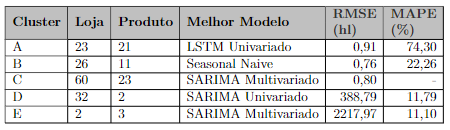 Cluster Loja Produto Melhor Modelo RMSE (hl) MAPE (%)
A 23 21 LSTM Univariado 0,91 74,30
B 26 11 Seasonal Naive 0,76 22,26
C 60 23 SARIMA Multivariado 0,80 -
D 32 2 SARIMA Univariado 388,79 11,79
E 2 3 SARIMA Multivariado 2217,97 11,10